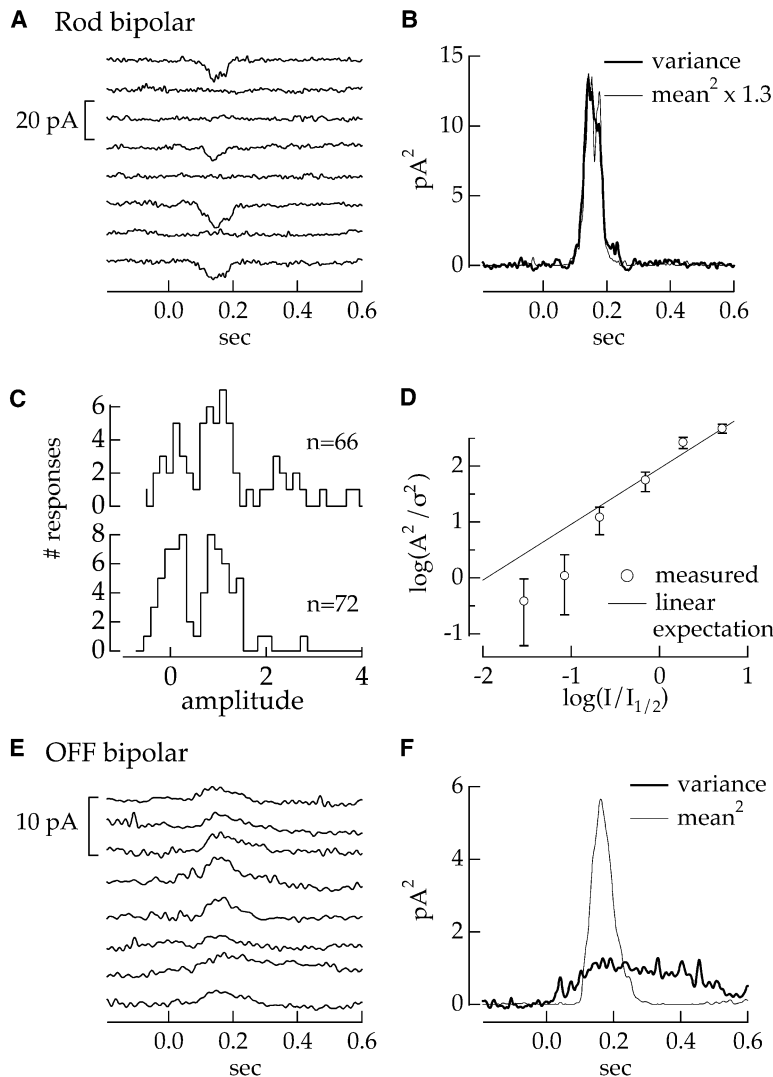 A Rod bipolar
20 pA
0.0 0.2 0.4 0.6
sec
B
15
10
5
0
pA²
variance
mean² x 1.3
0.0 0.2 0.4 0.6
sec
C
6
4
2
0
n=66
# responses
8
6
4
2
0
n=72
0 2 4
amplitude
D
2
1
0
-1
log(A²/σ²)
measured
linear
expectation
-2 -1 0 1
log(I/I₁/₂)
E OFF bipolar
10 pA
0.0 0.2 0.4 0.6
sec
F
6
4
2
0
pA²
variance
mean²
0.0 0.2 0.4 0.6
sec